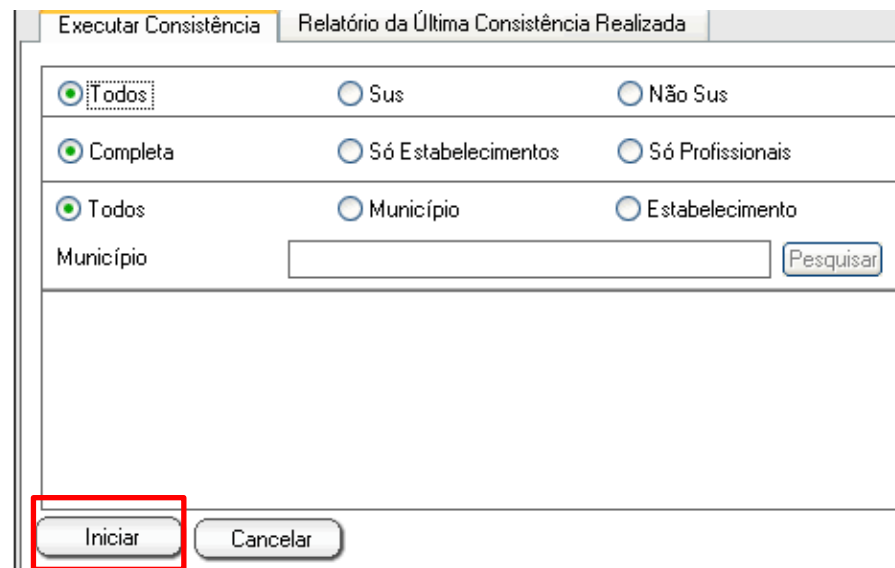 Executar Consistência Relatório da Última Consistência Realizada
Todos Sus Não Sus
Completa Só Estabelecimentos Só Profissionais
Todos Município Estabelecimento
Município Pesquisar
Iniciar Cancelar